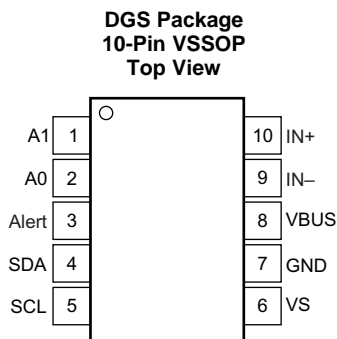 DGS Package
10-Pin VSSOP
Top View
A1 1 10 IN+
A0 2 9 IN–
Alert 3 8 VBUS
SDA 4 7 GND
SCL 5 6 VS